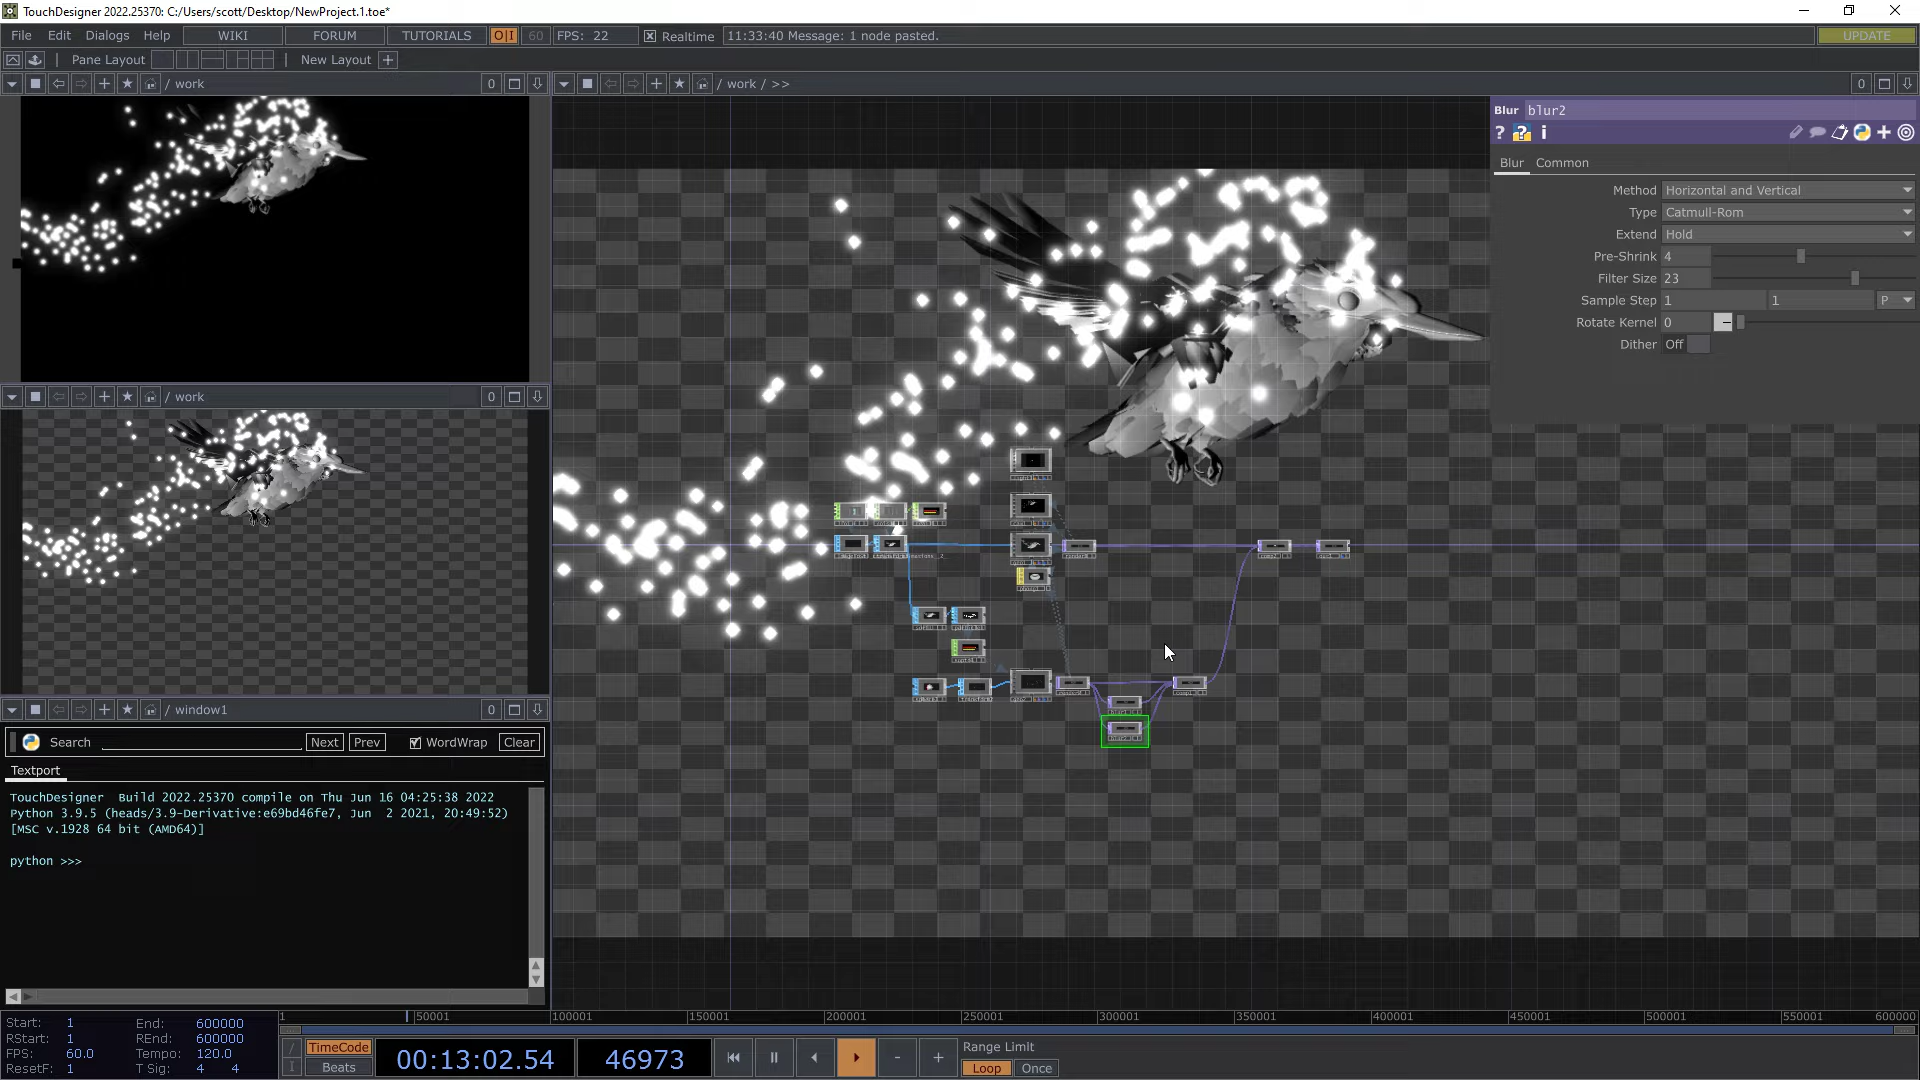 TouchDesigner 2022.25370: C:/Users/scott/Desktop/NewProject.1.toe*
File Edit Dialogs Help WIKI FORUM TUTORIALS O|I 60 FPS: 22 Realtime 11:33:40 Message: 1 node pasted. UPDATE
Pane Layout New Layout +
/ work 0
/ work / >> 0
Blur blur2
? ? i
Blur Common
Method Horizontal and Vertical
Type Catmull-Rom
Extend Hold
Pre-Shrink 4
Filter Size 23
Sample Step 1 1 P
Rotate Kernel 0
Dither Off
/ work 0
/ window1 0
Search Next Prev WordWrap Clear
Textport
TouchDesigner Build 2022.25370 compile on Thu Jun 16 04:25:38 2022
Python 3.9.5 (heads/3.9-Derivative:e69bd46fe7, Jun 2 2021, 20:49:52)
[MSC v.1928 64 bit (AMD64)]
python >>>
1 50001 100001 150001 200001 250001 300001 350001 400001 450001 500001 550001 600000
Start: 1 End: 600000
RStart: 1 REnd: 600000
FPS: 60.0 Tempo: 120.0
ResetF: 1 T Sig: 4 4
TimeCode
Beats
00:13:02.54
46973
- +
Range Limit
Loop Once